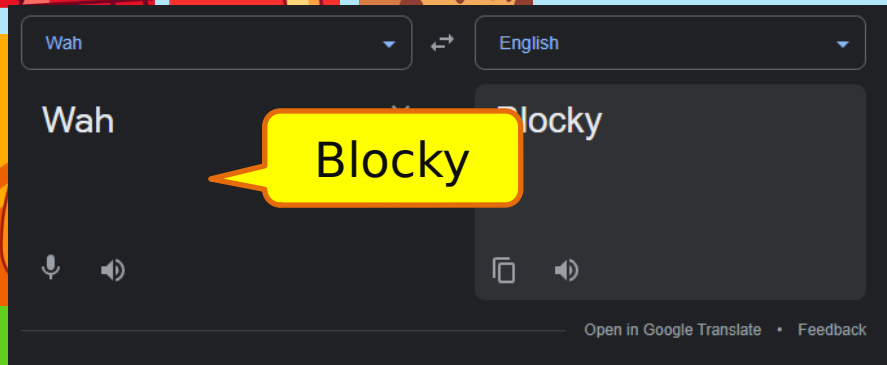 Wah
English
Wah
Blocky
Blocky
Open in Google Translate • Feedback